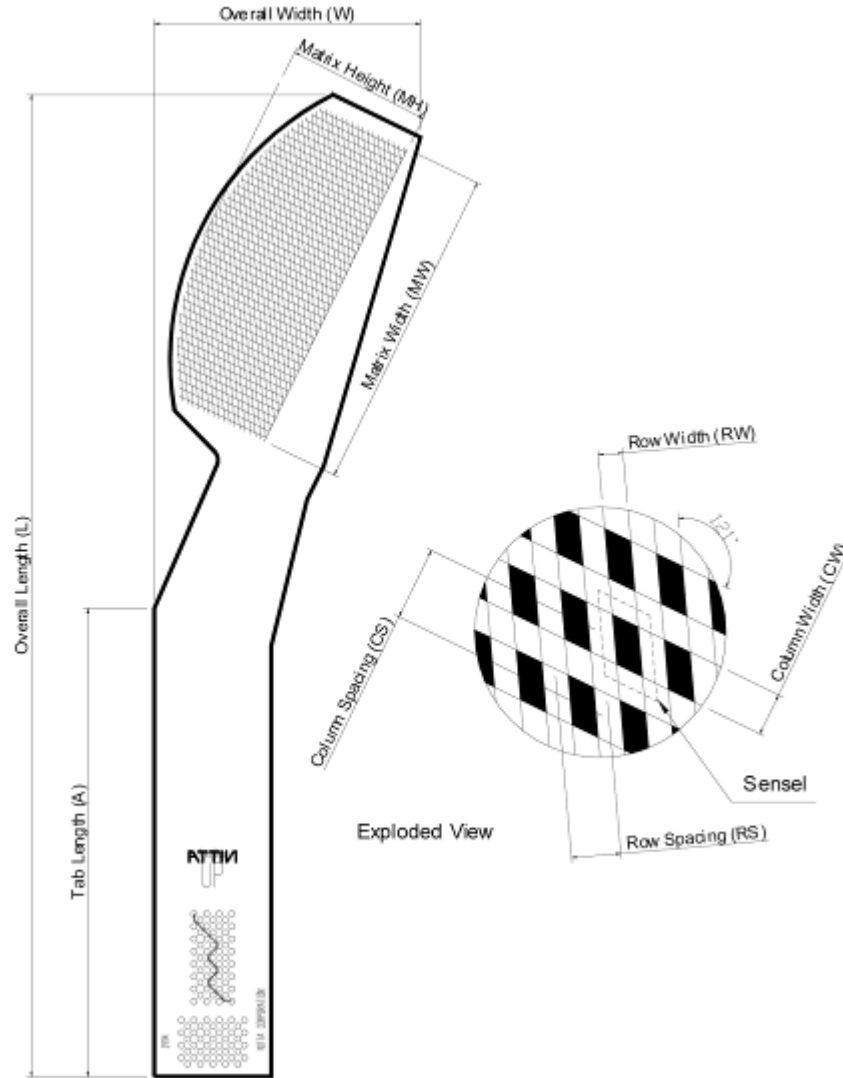 Overall Width (W)
Matrix Height (MH)
Matrix Width (MW)
Overall Length (L)
Tab Length (A)
Row Width (RW)
121°
Column Width (CW)
Column Spacing (CS)
Sensel
Row Spacing (RS)
Exploded View
NITTA